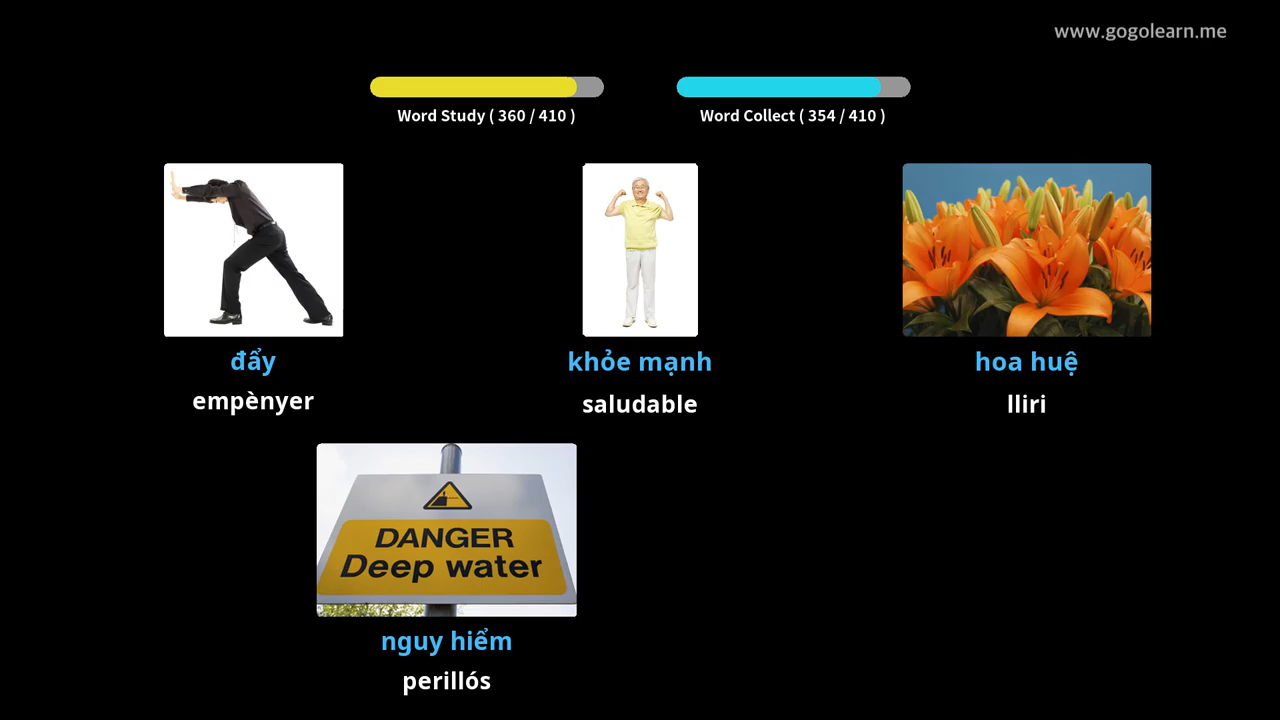 www.gogolearn.me
Word Study ( 360 / 410 )
Word Collect ( 354 / 410 )
đẩy
khỏe mạnh
hoa huệ
empènyer
saludable
lliri
DANGER
Deep water
nguy hiểm
perillós